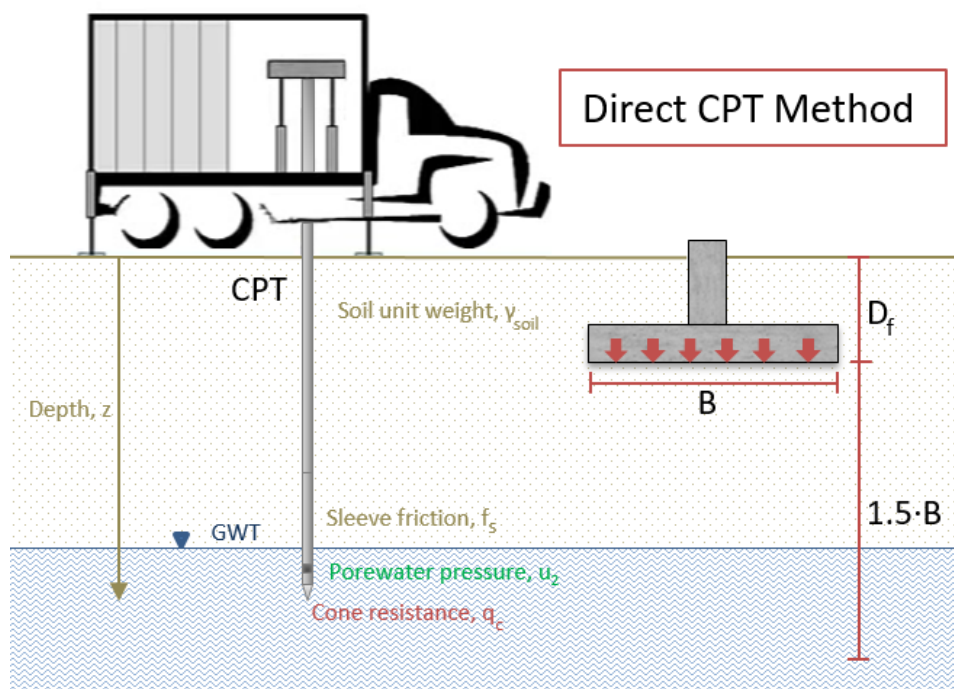 Direct CPT Method
CPT
Soil unit weight, γsoil
Df
B
Depth, z
1.5·B
Sleeve friction, fs
GWT
Porewater pressure, u2
Cone resistance, qc